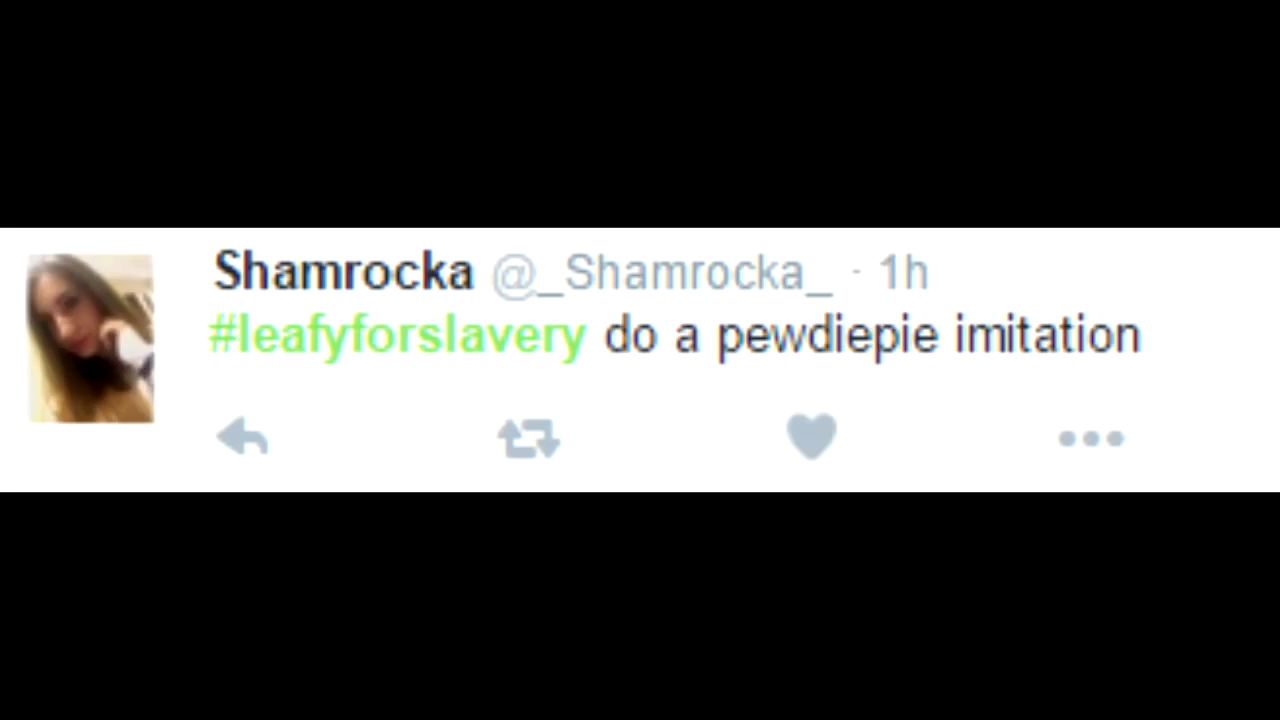 Shamrocka @_Shamrocka_ · 1h
#leafyforslavery do a pewdiepie imitation